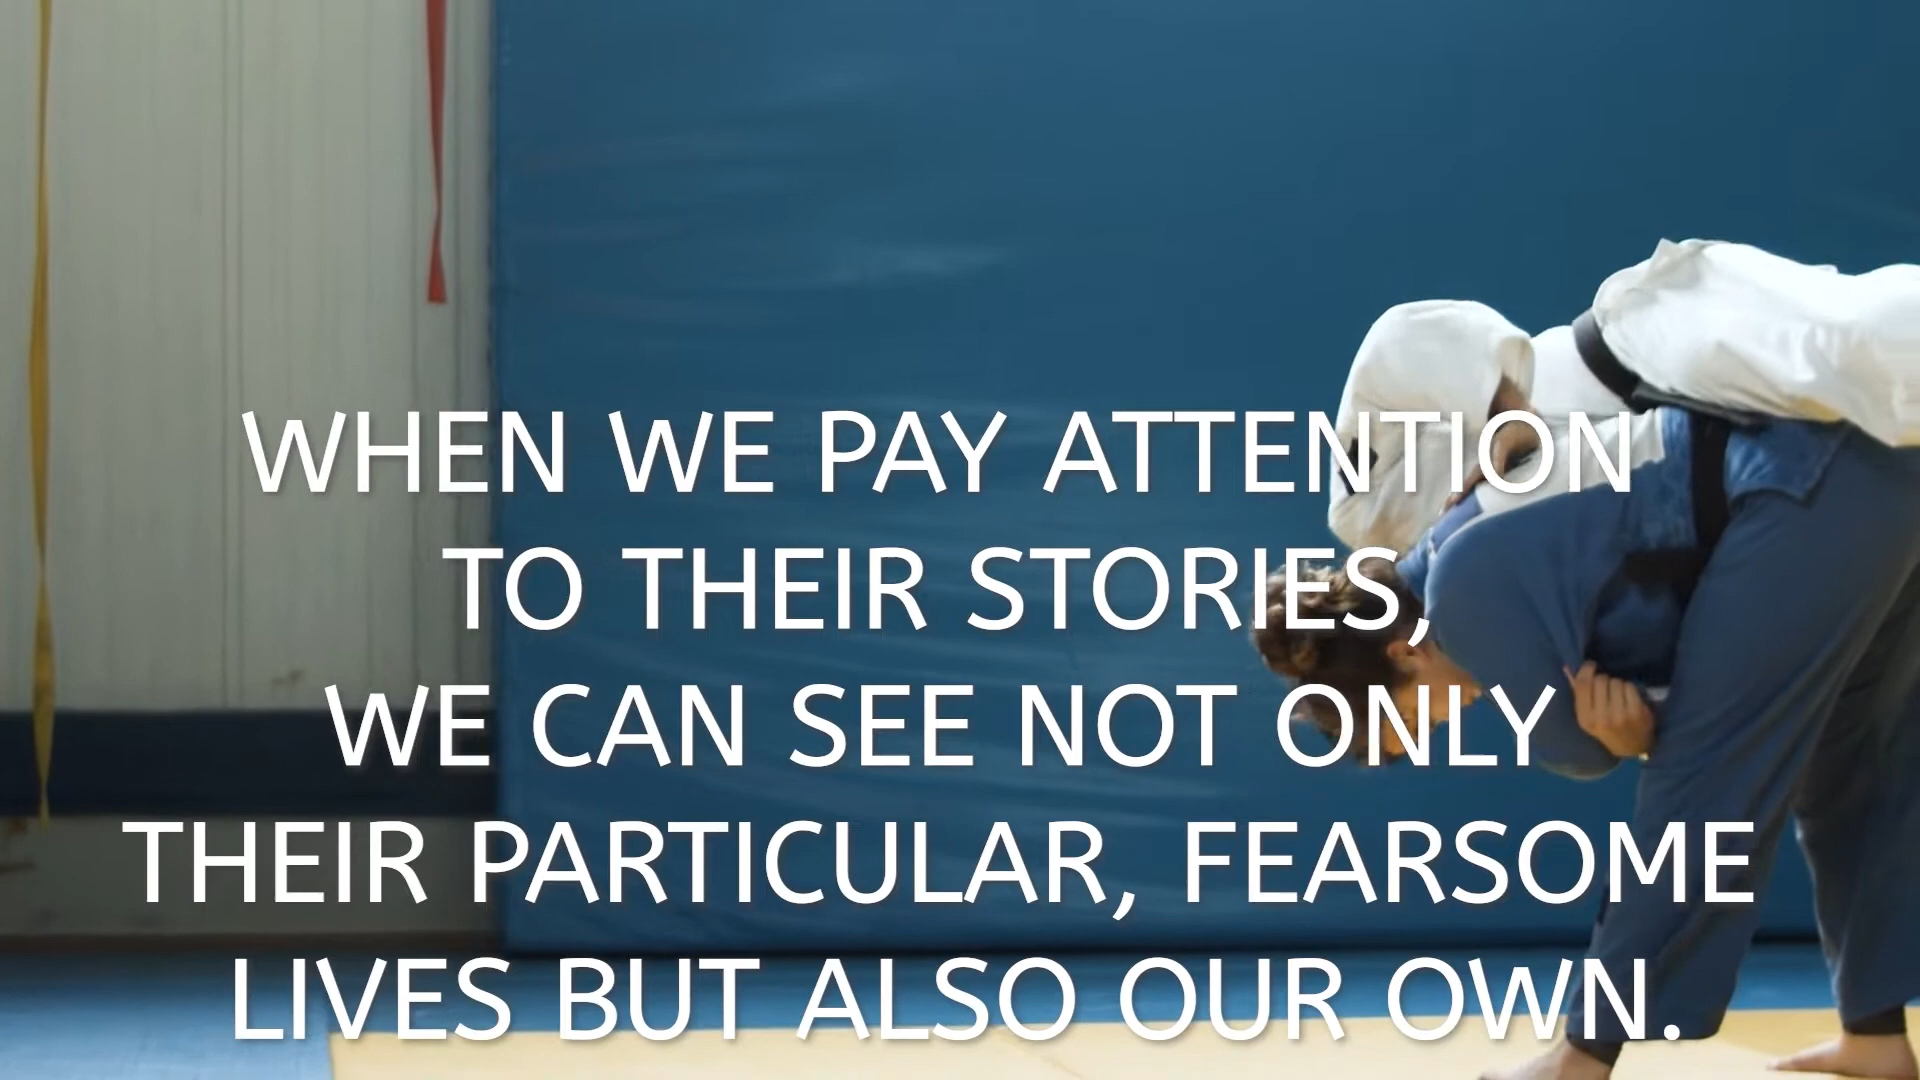 WHEN WE PAY ATTENTION
TO THEIR STORIES,
WE CAN SEE NOT ONLY
THEIR PARTICULAR, FEARSOME
LIVES BUT ALSO OUR OWN.